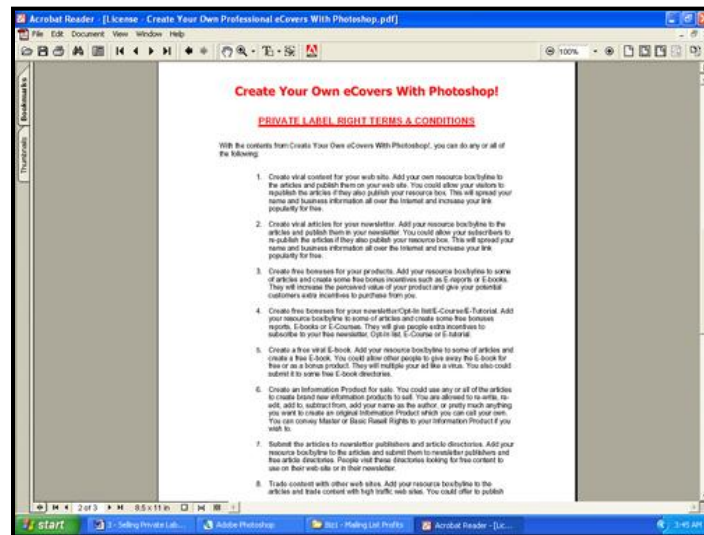 Acrobat Reader - [License - Create Your Own Professional eCovers With Photoshop.pdf]
File Edit Document View Window Help
100%
Bookmarks
Thumbnails
Create Your Own eCovers With Photoshop!
PRIVATE LABEL RIGHT TERMS & CONDITIONS
With the contents from Create Your Own eCovers With Photoshop!, you can do any or all of
the following:
1. Create viral content for your web site. Add your own resource box/byline to
the articles and publish them on your web site. You could allow your visitors to
republish the articles if they also publish your resource box. This will spread your
name and business information all over the Internet and increase your link
popularity for free.
2. Create viral articles for your newsletter. Add your resource box/byline to the
articles and publish them in your newsletter. You could allow your subscribers to
re-publish the articles if they also publish your resource box. This will spread your
name and business information all over the Internet and increase your link
popularity for free.
3. Create free bonuses for your products. Add your resource box/byline to some
of articles and create some free bonus incentives such as E-reports or E-books.
They will increase the perceived value of your product and give your potential
customers extra incentives to purchase from you.
4. Create free bonuses for your newsletter/Opt-In list/E-Course/E-Tutorial. Add
your resource box/byline to some of articles and create some free bonuses
reports, E-books or E-Courses. They will give people extra incentives to
subscribe to your free newsletter, Opt-In list, E-Course or E-tutorial.
5. Create a free viral E-book. Add your resource box/byline to some of articles and
create a free E-book. You could allow other people to give away the E-book for
free or as a bonus product. They will multiply your ad like a virus. You also could
submit it to some free E-book directories.
6. Create an Information Product for sale. You could use any or all of the articles
to create brand new information products to sell. You are allowed to re-write, re-
edit, add to, subtract from, add your name as the author, or pretty much anything
you want to create an original Information Product which you can call your own.
You can convey Master or Basic Resell Rights to your Information Product if you
wish to.
7. Submit the articles to newsletter publishers and article directories. Add your
resource box/byline to the articles and submit them to newsletter publishers and
free article directories. People visit these directories looking for free content to
use on their web site or in their newsletter.
8. Trade content with other web sites. Add your resource box/byline to the
articles and trade content with high traffic web sites. You could offer to publish
2 of 3 8.5 x 11 in
start 3 - Selling Private Lab... Adobe Photoshop - Mailing List Profits Acrobat Reader - [Lic... 3:45 AM